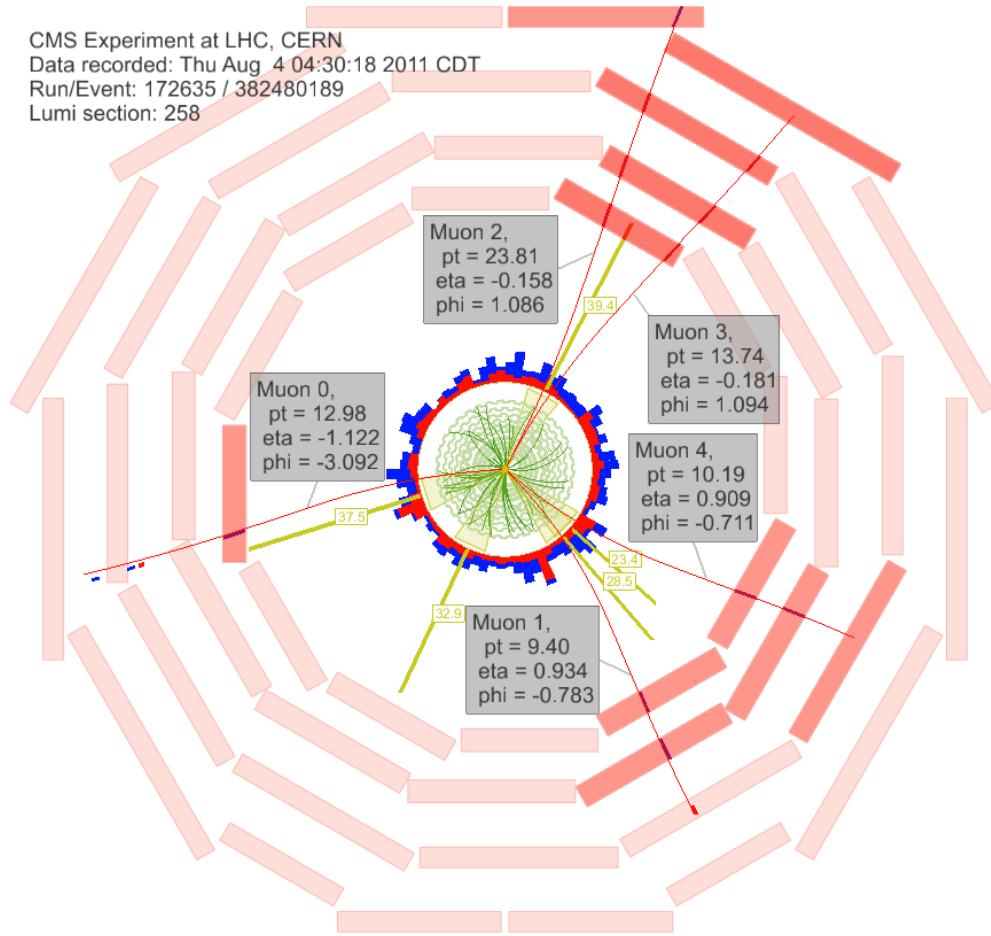 CMS Experiment at LHC, CERN
Data recorded: Thu Aug 4 04:30:18 2011 CDT
Run/Event: 172635 / 382480189
Lumi section: 258
Muon 2,
pt = 23.81
eta = -0.158
phi = 1.086
39.4
Muon 3,
pt = 13.74
eta = -0.181
phi = 1.094
Muon 0,
pt = 12.98
eta = -1.122
phi = -3.092
Muon 4,
pt = 10.19
eta = 0.909
phi = -0.711
37.5
23.4
28.5
32.9
Muon 1,
pt = 9.40
eta = 0.934
phi = -0.783